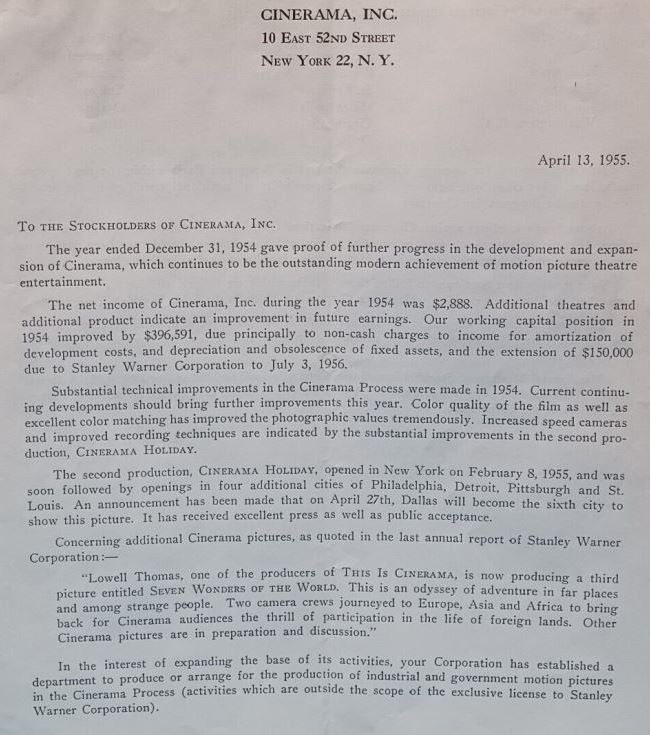 CINERAMA, INC.
10 EAST 52ND STREET
NEW YORK 22, N. Y.
April 13, 1955.
TO THE STOCKHOLDERS OF CINERAMA, INC.
The year ended December 31, 1954 gave proof of further progress in the development and expan-
sion of Cinerama, which continues to be the outstanding modern achievement of motion picture theatre
entertainment.
The net income of Cinerama, Inc. during the year 1954 was $2,888. Additional theatres and
additional product indicate an improvement in future earnings. Our working capital position in
1954 improved by $396,591, due principally to non-cash charges to income for amortization of
development costs, and depreciation and obsolescence of fixed assets, and the extension of $150,000
due to Stanley Warner Corporation to July 3, 1956.
Substantial technical improvements in the Cinerama Process were made in 1954. Current continu-
ing developments should bring further improvements this year. Color quality of the film as well as
excellent color matching has improved the photographic values tremendously. Increased speed cameras
and improved recording techniques are indicated by the substantial improvements in the second pro-
duction, CINERAMA HOLIDAY.
The second production, CINERAMA HOLIDAY, opened in New York on February 8, 1955, and was
soon followed by openings in four additional cities of Philadelphia, Detroit, Pittsburgh and St.
Louis. An announcement has been made that on April 27th, Dallas will become the sixth city to
show this picture. It has received excellent press as well as public acceptance.
Concerning additional Cinerama pictures, as quoted in the last annual report of Stanley Warner
Corporation:—
"Lowell Thomas, one of the producers of THIS IS CINERAMA, is now producing a third
picture entitled SEVEN WONDERS OF THE WORLD. This is an odyssey of adventure in far places
and among strange people. Two camera crews journeyed to Europe, Asia and Africa to bring
back for Cinerama audiences the thrill of participation in the life of foreign lands. Other
Cinerama pictures are in preparation and discussion."
In the interest of expanding the base of its activities, your Corporation has established a
department to produce or arrange for the production of industrial and government motion pictures
in the Cinerama Process (activities which are outside the scope of the exclusive license to Stanley
Warner Corporation).